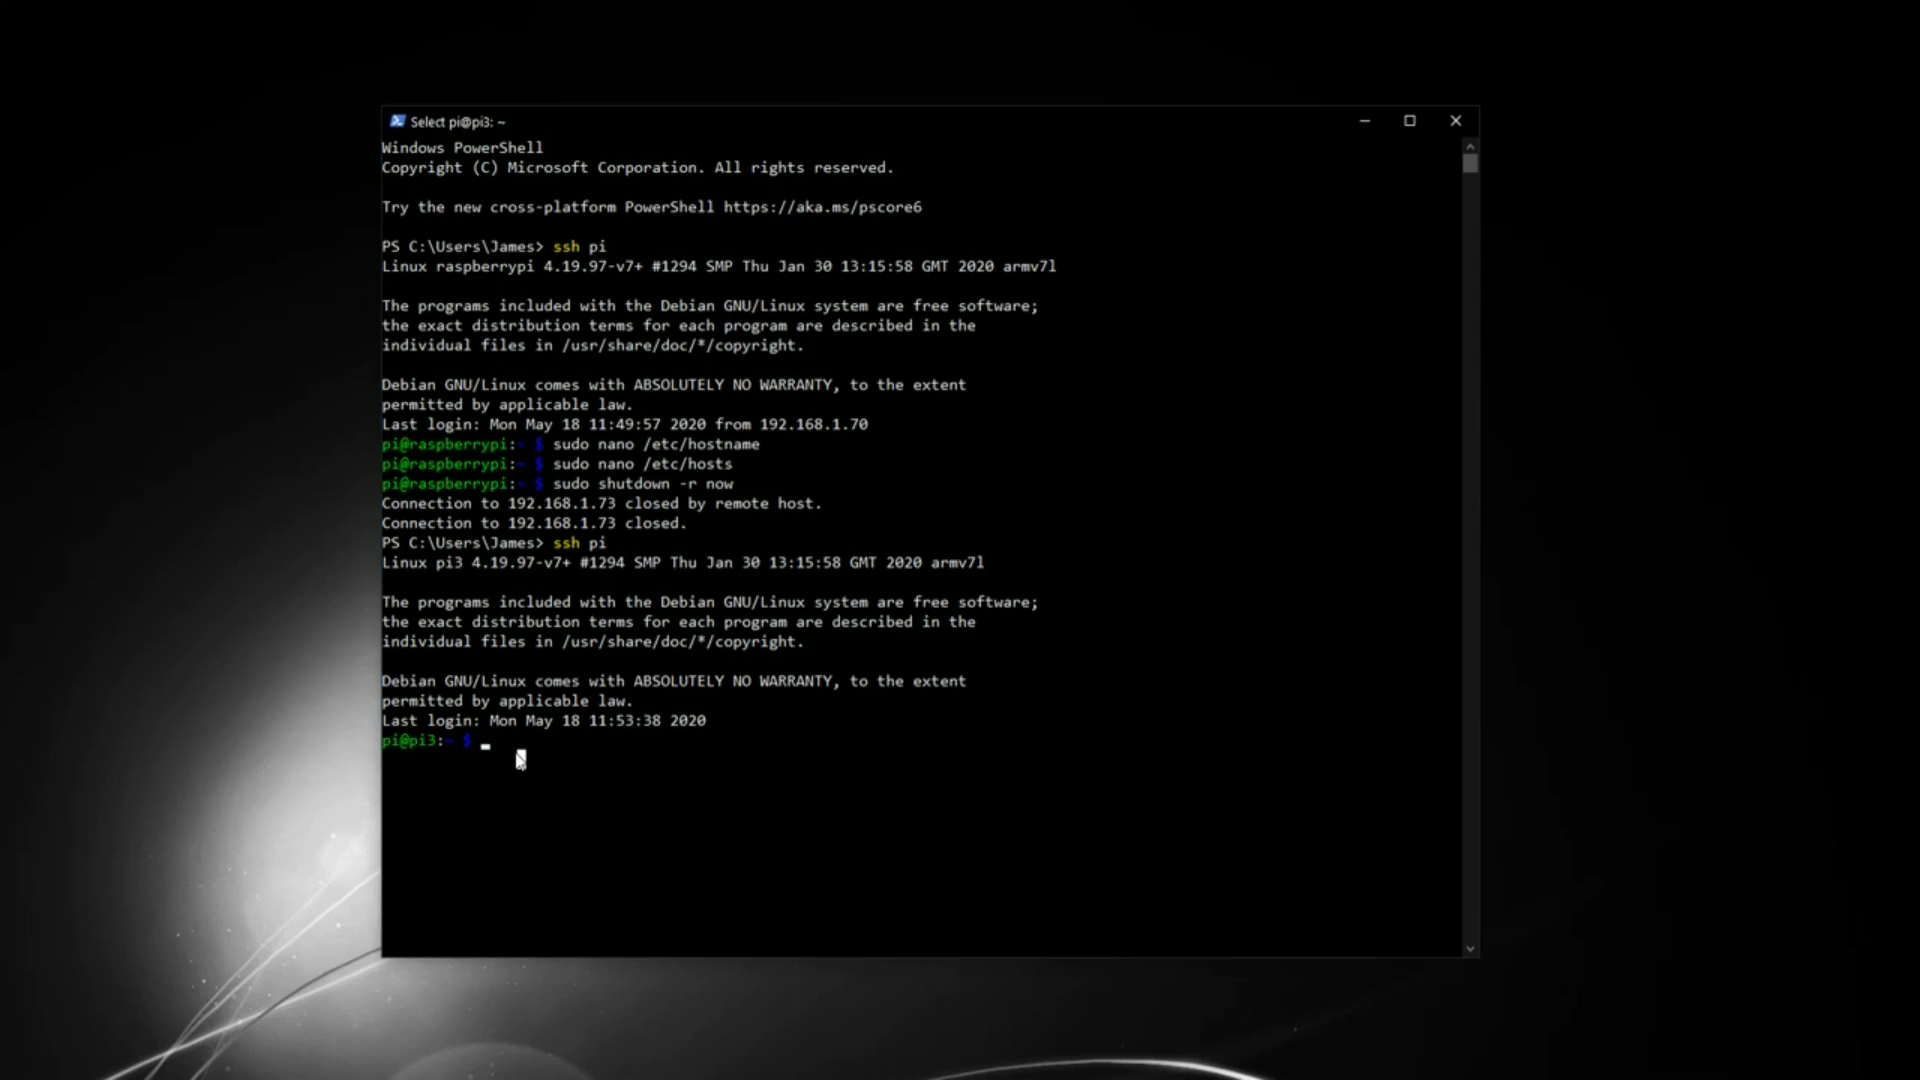 Select pi@pi3: ~
Windows PowerShell
Copyright (C) Microsoft Corporation. All rights reserved.
Try the new cross-platform PowerShell https://aka.ms/pscore6
PS C:\Users\James> ssh pi
Linux raspberrypi 4.19.97-v7+ #1294 SMP Thu Jan 30 13:15:58 GMT 2020 armv7l
The programs included with the Debian GNU/Linux system are free software;
the exact distribution terms for each program are described in the
individual files in /usr/share/doc/*/copyright.
Debian GNU/Linux comes with ABSOLUTELY NO WARRANTY, to the extent
permitted by applicable law.
Last login: Mon May 18 11:49:57 2020 from 192.168.1.70
pi@raspberrypi:~ $ sudo nano /etc/hostname
pi@raspberrypi:~ $ sudo nano /etc/hosts
pi@raspberrypi:~ $ sudo shutdown -r now
Connection to 192.168.1.73 closed by remote host.
Connection to 192.168.1.73 closed.
PS C:\Users\James> ssh pi
Linux pi3 4.19.97-v7+ #1294 SMP Thu Jan 30 13:15:58 GMT 2020 armv7l
The programs included with the Debian GNU/Linux system are free software;
the exact distribution terms for each program are described in the
individual files in /usr/share/doc/*/copyright.
Debian GNU/Linux comes with ABSOLUTELY NO WARRANTY, to the extent
permitted by applicable law.
Last login: Mon May 18 11:53:38 2020
pi@pi3:~ $